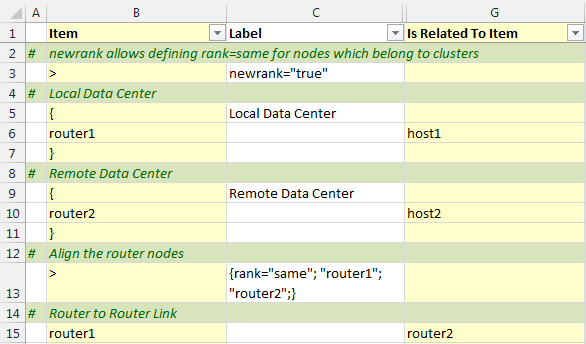 A B C G
1 Item Label Is Related To Item
2 # newrank allows defining rank=same for nodes which belong to clusters
3 > newrank="true"
4 # Local Data Center
5 { Local Data Center
6 router1 host1
7 }
8 # Remote Data Center
9 { Remote Data Center
10 router2 host2
11 }
12 # Align the router nodes
> {rank="same"; "router1";
13 "router2";}
14 # Router to Router Link
15 router1 router2